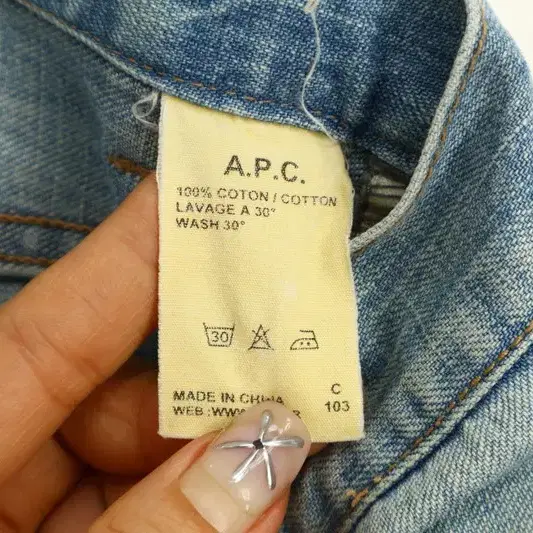 A.P.C.
100% COTON / COTTON
LAVAGE A 30°
WASH 30°
30
MADE IN CHINA
WEB : WWW
C
103